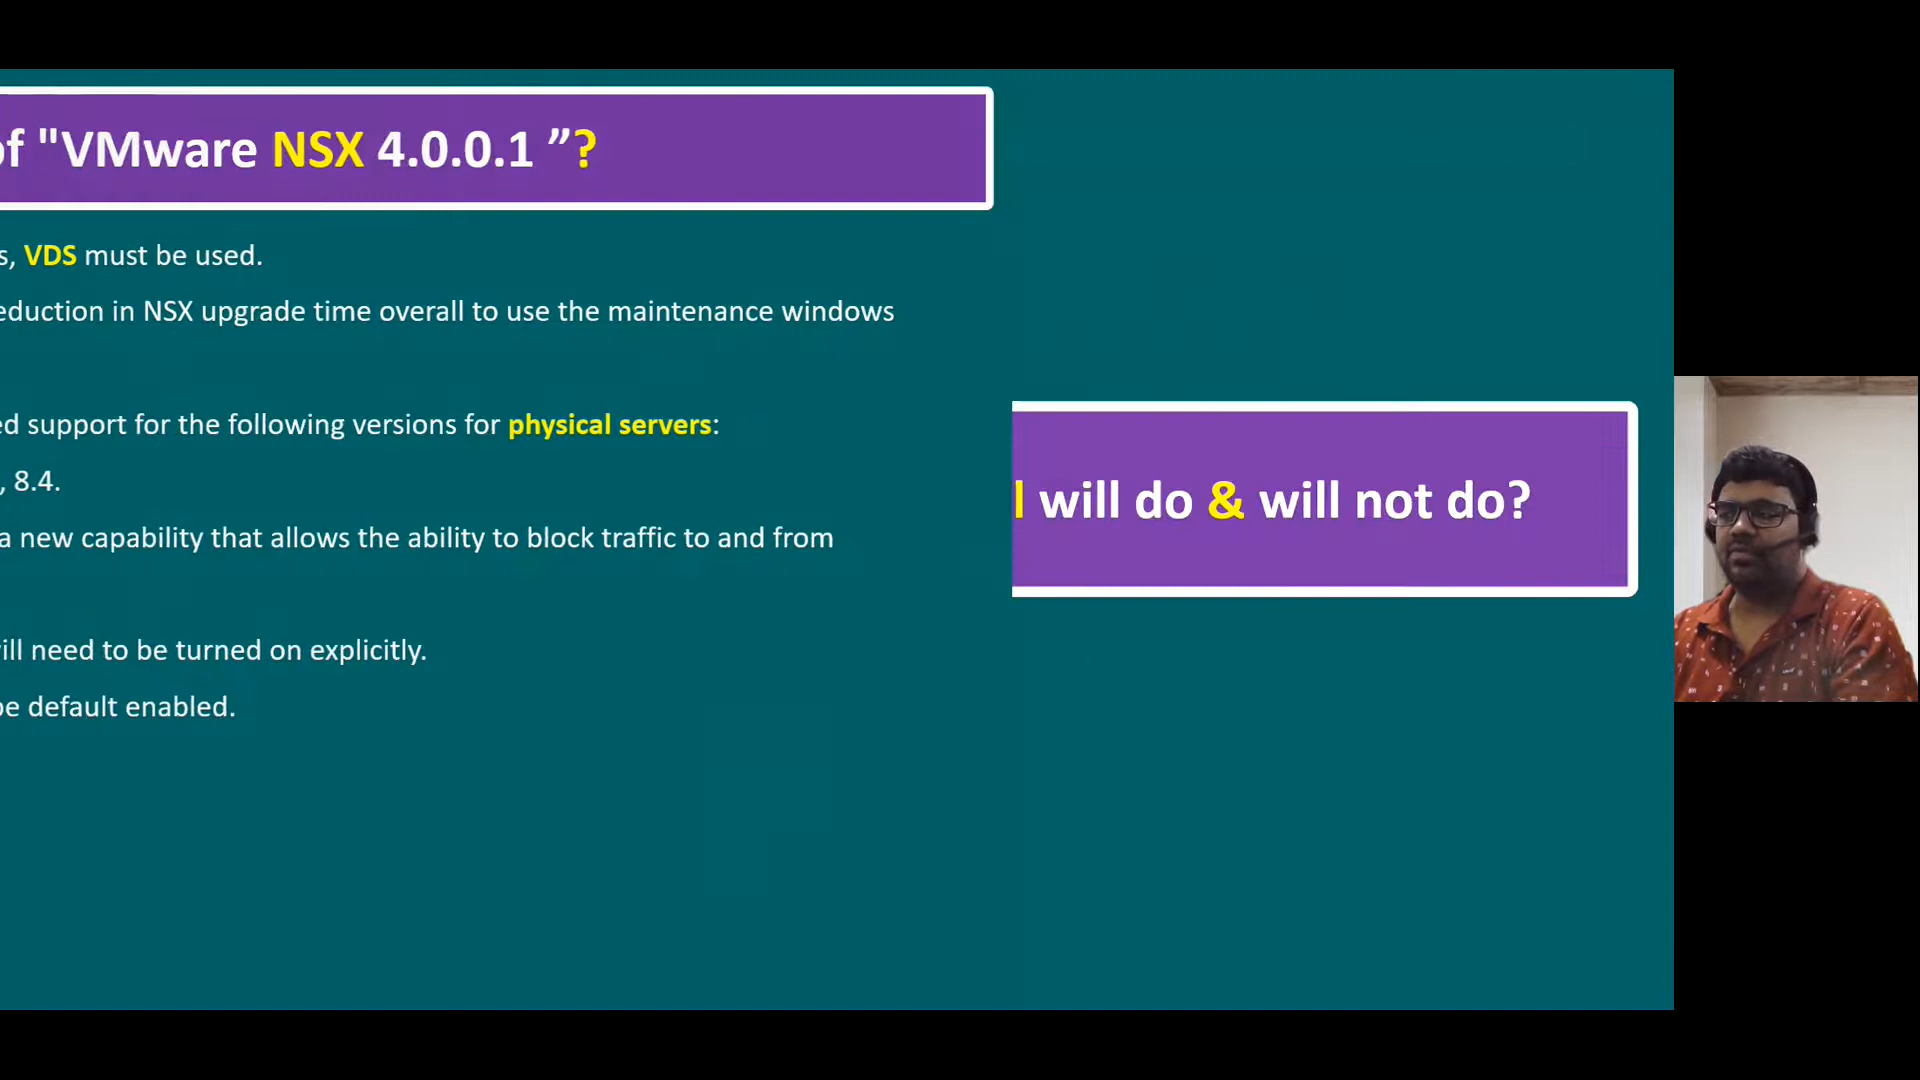 of "VMware NSX 4.0.0.1 ”?
s, VDS must be used.
eduction in NSX upgrade time overall to use the maintenance windows
ed support for the following versions for physical servers:
, 8.4.
a new capability that allows the ability to block traffic to and from
ill need to be turned on explicitly.
be default enabled.
I will do & will not do?